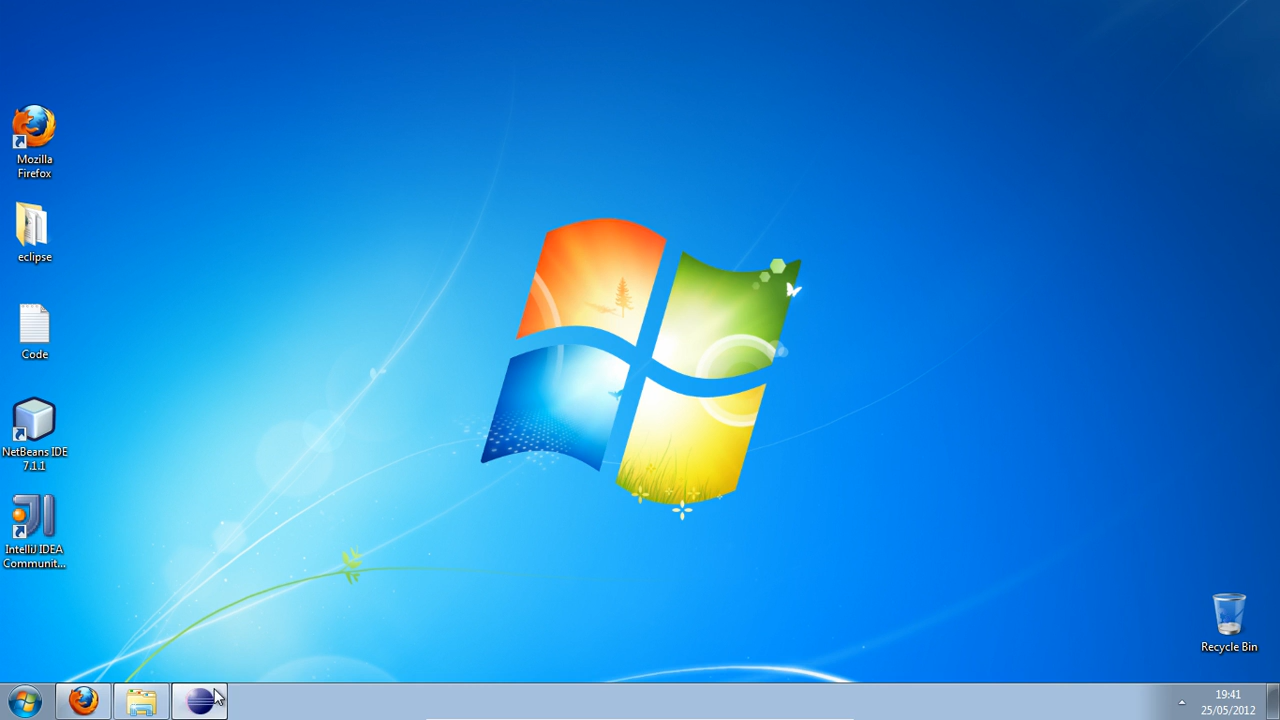 Mozilla
Firefox
eclipse
Code
NetBeans IDE
7.1.1
IntelliJ IDEA
Communit...
Recycle Bin
19:41
25/05/2012